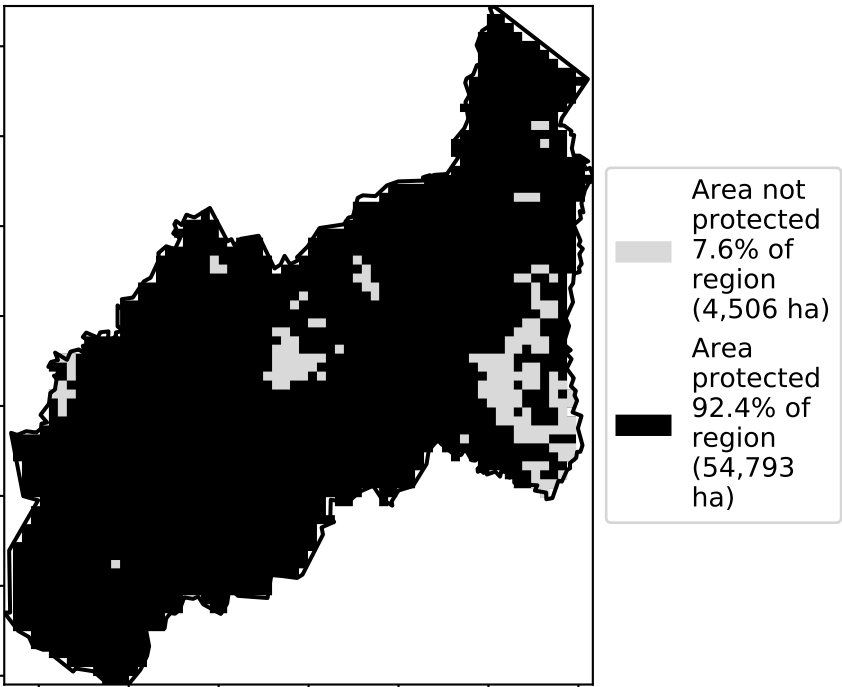 Area not
protected
7.6% of
region
(4,506 ha)
Area
protected
92.4% of
region
(54,793
ha)